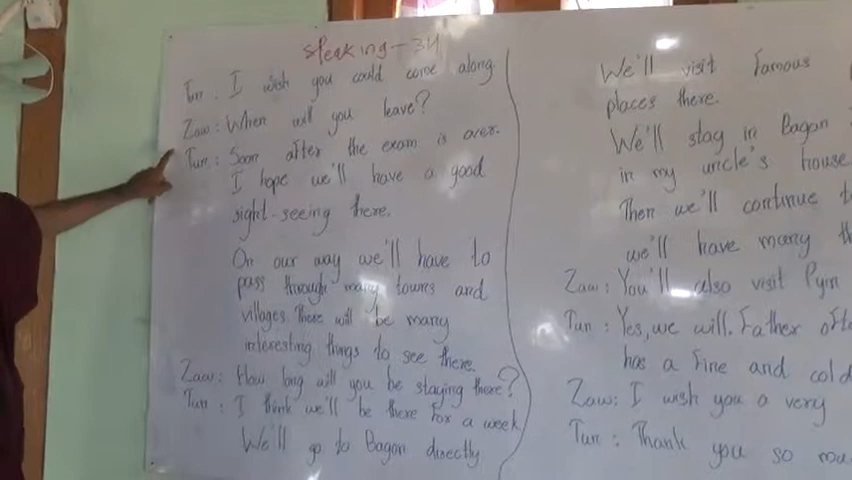 Speaking - 34
Tun : I wish you could come along.
Zaw : When will you leave?
Tun : Soon after the exam is over.
I hope we'll have a good
sight-seeing there.
On our way we'll have to
pass through many towns and
villages. There will be many
interesting things to see there.
Zaw : How long will you be staying there?
Tun : I think we'll be there for a week.
We'll go to Bagan directly
We'll visit famous
places there.
We'll stay in Bagan
in my uncle's house
Then we'll continue
we'll have many
Zaw : You'll also visit Pyin
Tun : Yes, we will. Father
has a fine and cold
Zaw : I wish you a very
Tun : Thank you so